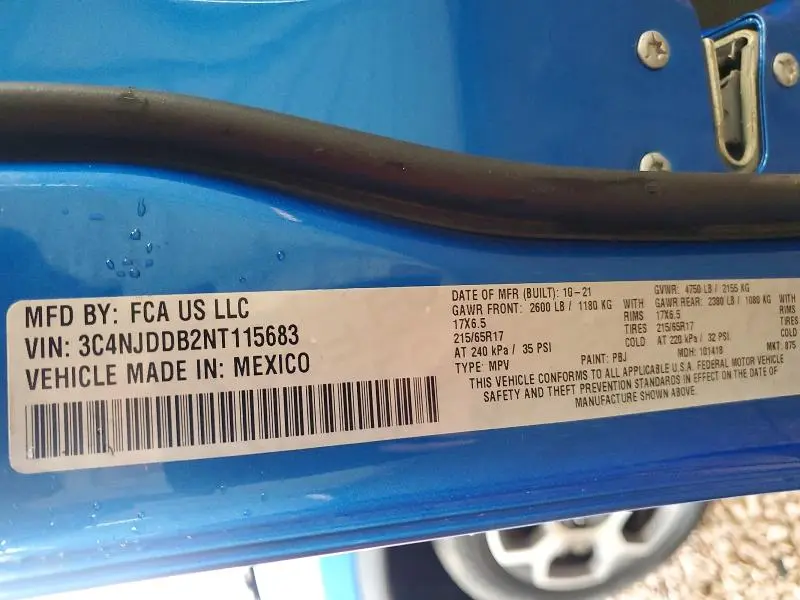 MFD BY: FCA US LLC
VIN: 3C4NJDDB2NT115683
VEHICLE MADE IN: MEXICO
DATE OF MFR (BUILT): 10-21 GVWR: 4750 LB / 2155 KG
GAWR FRONT: 2600 LB / 1180 KG WITH GAWR REAR: 2380 LB / 1080 KG WITH
17X6.5 RIMS 17X6.5 RIMS
215/65R17 TIRES 215/65R17 TIRES
AT 240 kPa / 35 PSI COLD AT 220 kPa / 32 PSI COLD
TYPE: MPV PAINT: PBJ MDH: 101418 MKT: 875
THIS VEHICLE CONFORMS TO ALL APPLICABLE U.S.A. FEDERAL MOTOR VEHICLE
SAFETY AND THEFT PREVENTION STANDARDS IN EFFECT ON THE DATE OF
MANUFACTURE SHOWN ABOVE.